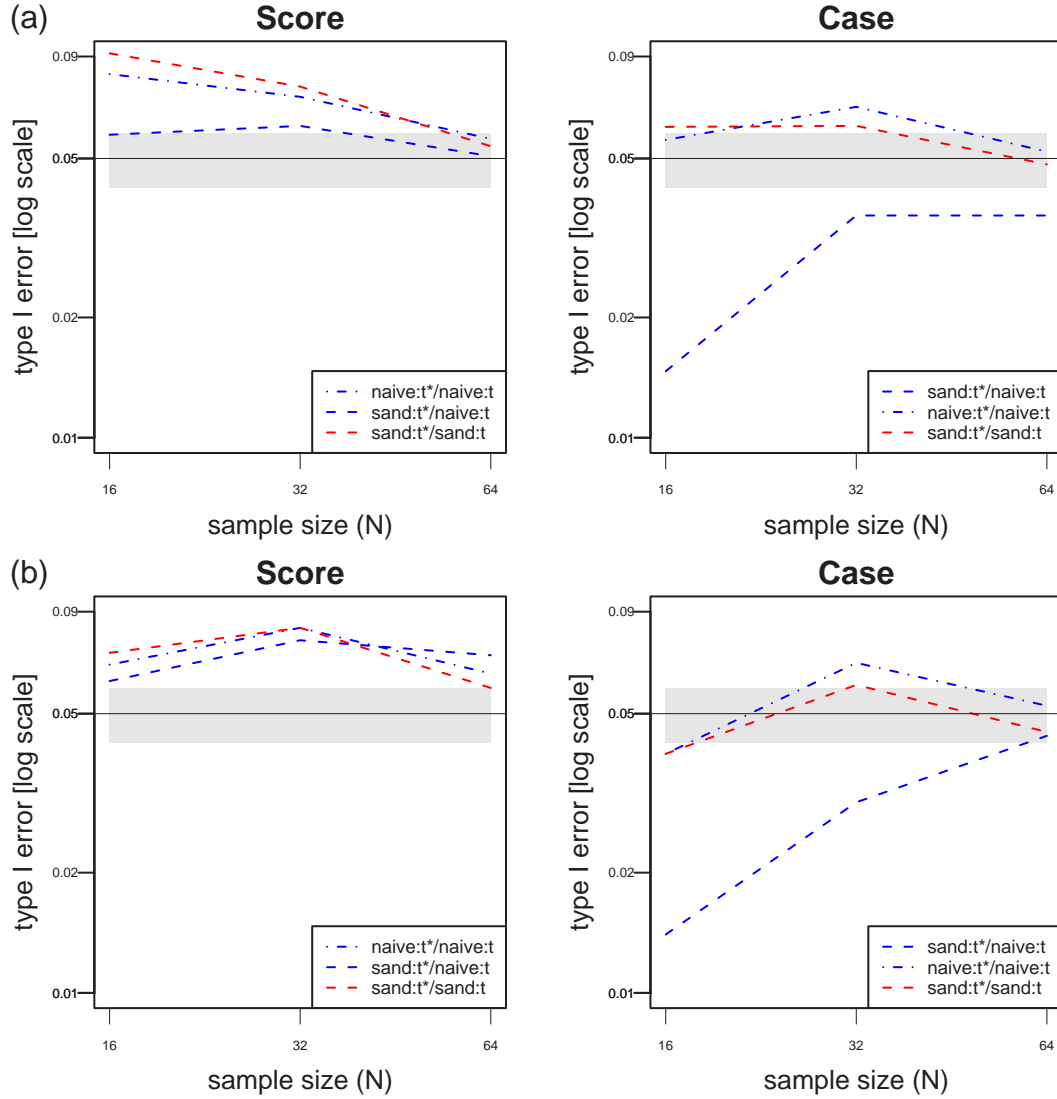 (a)
Score
type I error [log scale]
0.09
0.05
0.02
0.01
naive:t*/naive:t
sand:t*/naive:t
sand:t*/sand:t
16 32 64
sample size (N)
Case
type I error [log scale]
0.09
0.05
0.02
0.01
sand:t*/naive:t
naive:t*/naive:t
sand:t*/sand:t
16 32 64
sample size (N)
(b)
Score
type I error [log scale]
0.09
0.05
0.02
0.01
naive:t*/naive:t
sand:t*/naive:t
sand:t*/sand:t
16 32 64
sample size (N)
Case
type I error [log scale]
0.09
0.05
0.02
0.01
sand:t*/naive:t
naive:t*/naive:t
sand:t*/sand:t
16 32 64
sample size (N)